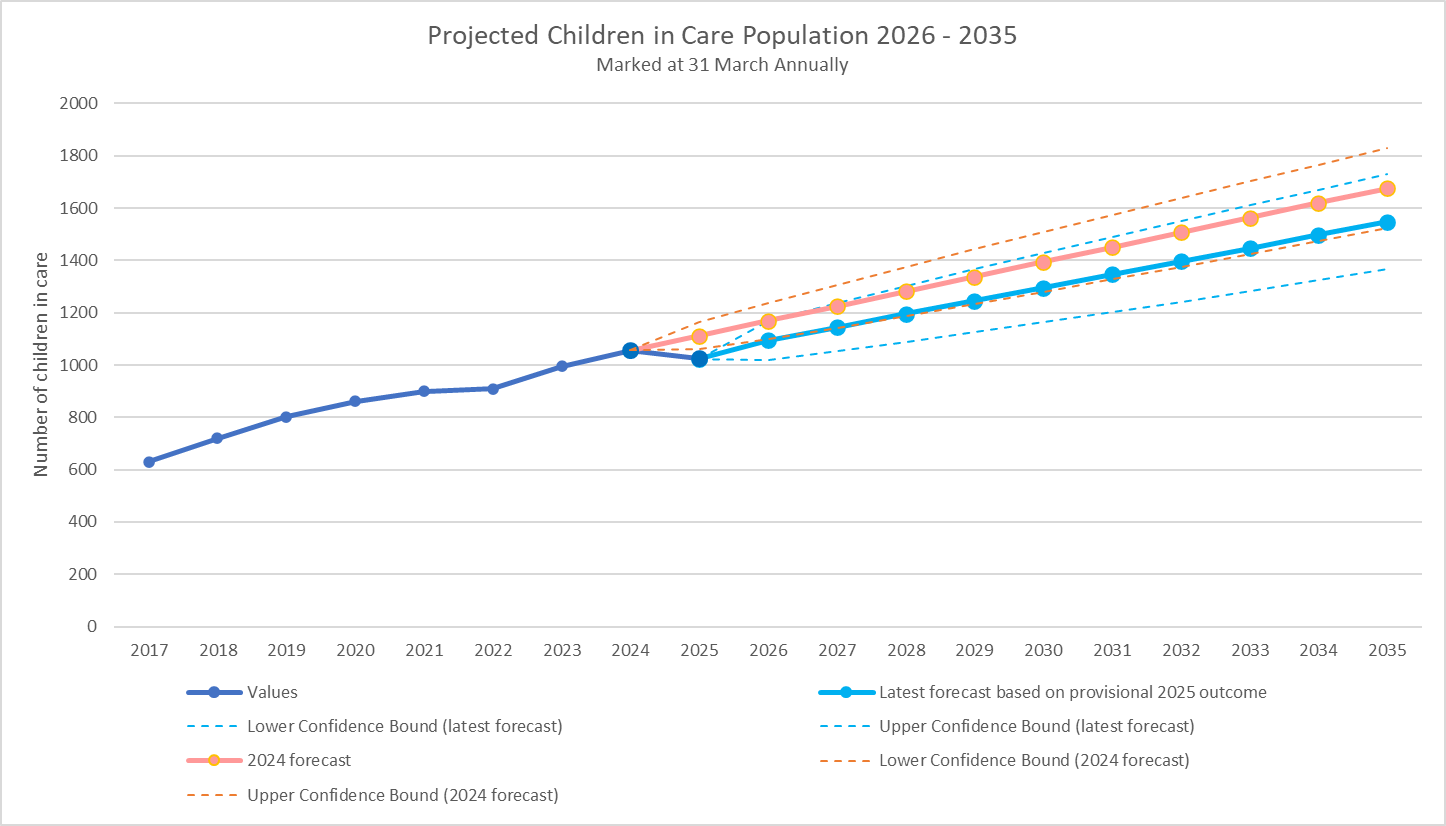 Projected Children in Care Population 2026 - 2035
Marked at 31 March Annually
Number of children in care
2000
1800
1600
1400
1200
1000
800
600
400
200
0
2017 2018 2019 2020 2021 2022 2023 2024 2025 2026 2027 2028 2029 2030 2031 2032 2033 2034 2035
Values Latest forecast based on provisional 2025 outcome
Lower Confidence Bound (latest forecast) Upper Confidence Bound (latest forecast)
2024 forecast Lower Confidence Bound (2024 forecast)
Upper Confidence Bound (2024 forecast)